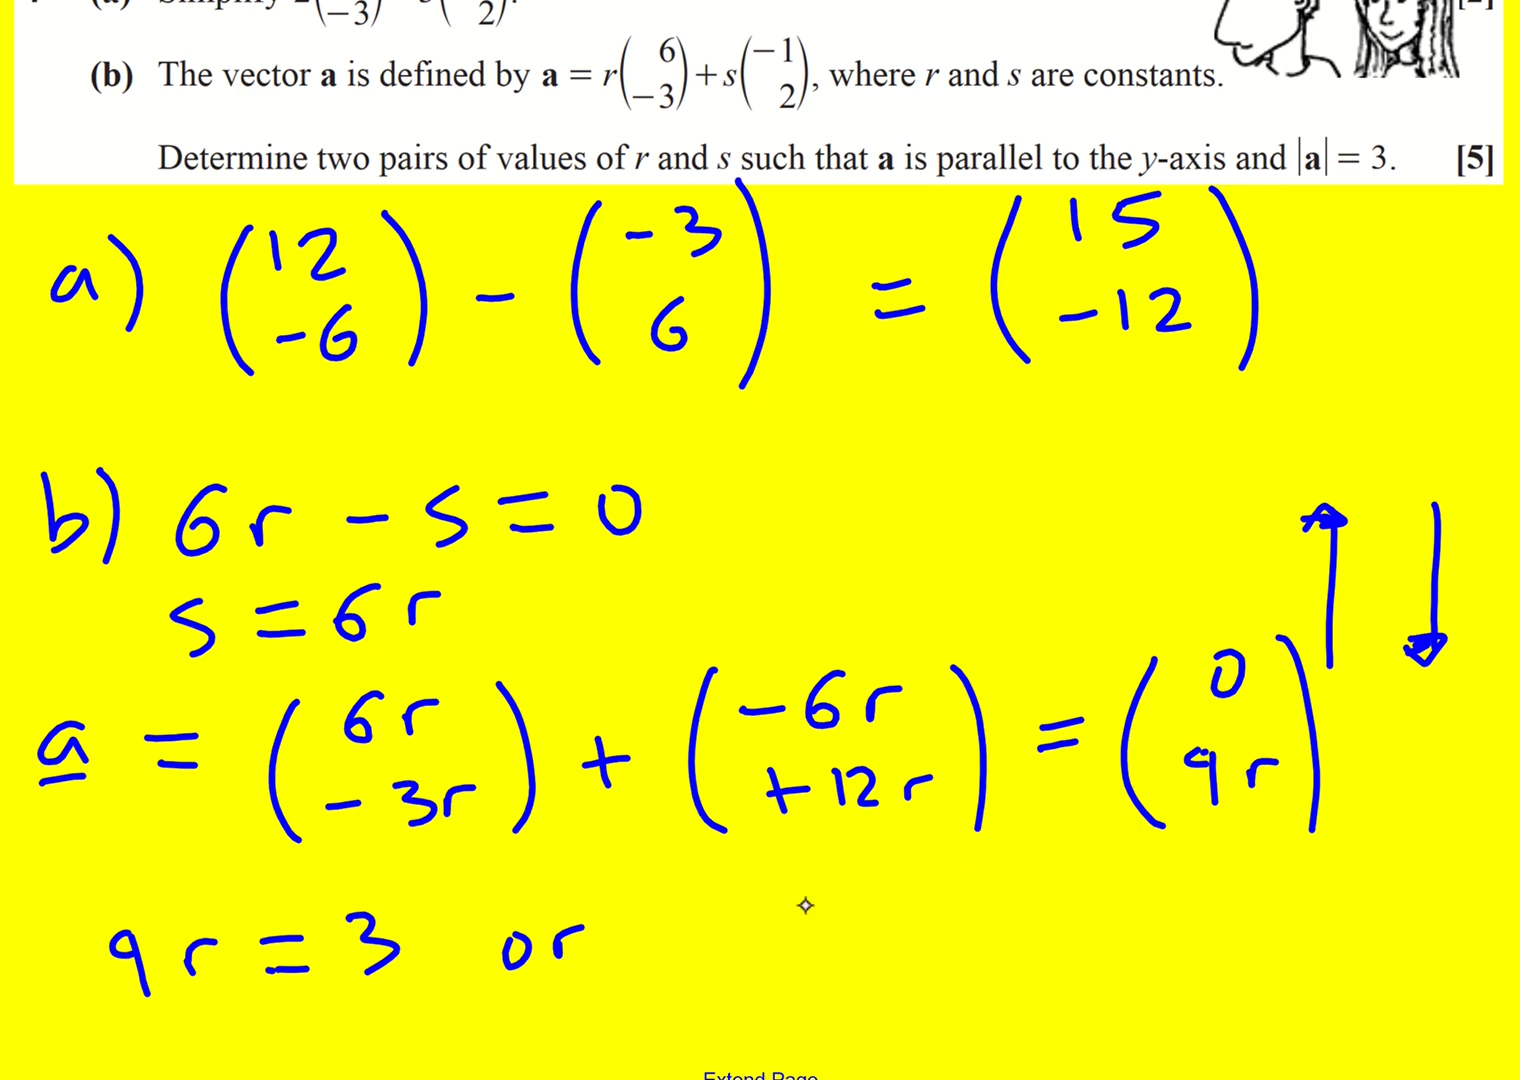 (b) The vector a is defined by a = r(6 −3) + s(−1 2), where r and s are constants.
Determine two pairs of values of r and s such that a is parallel to the y-axis and |a| = 3. [5]
a) (12 -6) - (-3 6) = (15 -12)
b) 6r - s = 0
s = 6r
a = (6r -3r) + (-6r +12r) = (0 9r)
9r = 3 or